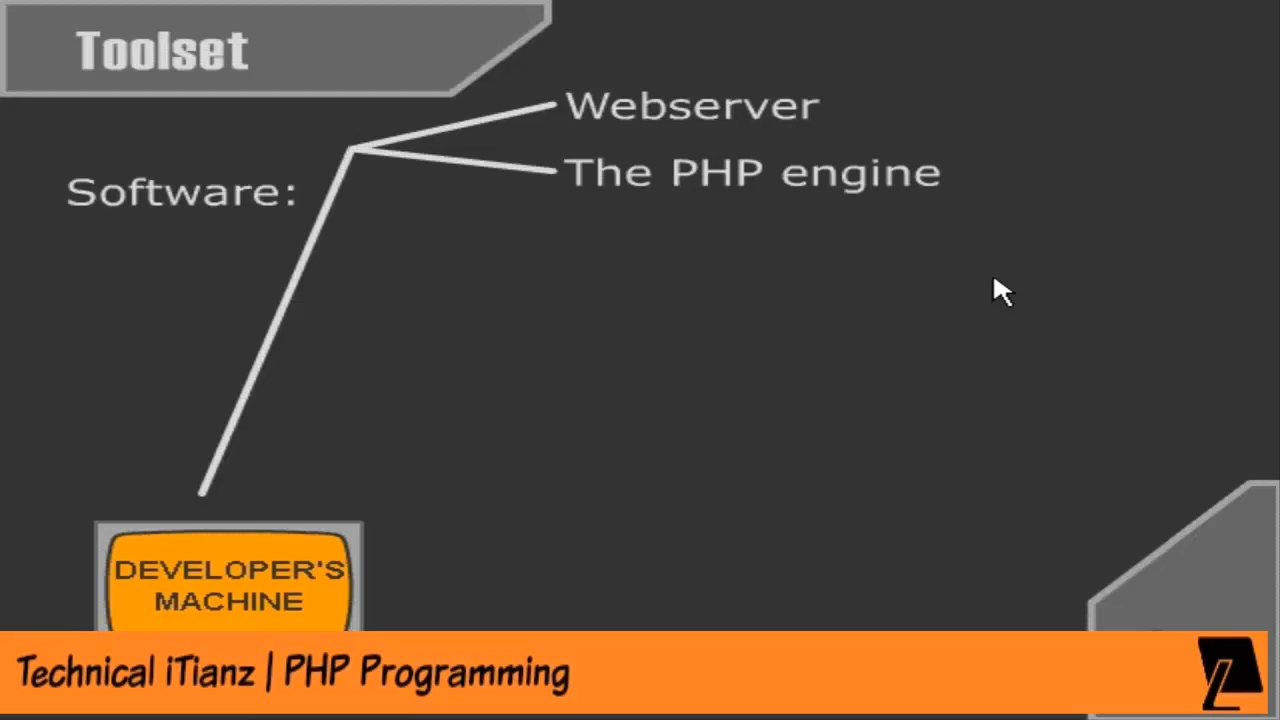 Toolset
Webserver
The PHP engine
Software:
DEVELOPER'S
MACHINE
Technical iTianz | PHP Programming